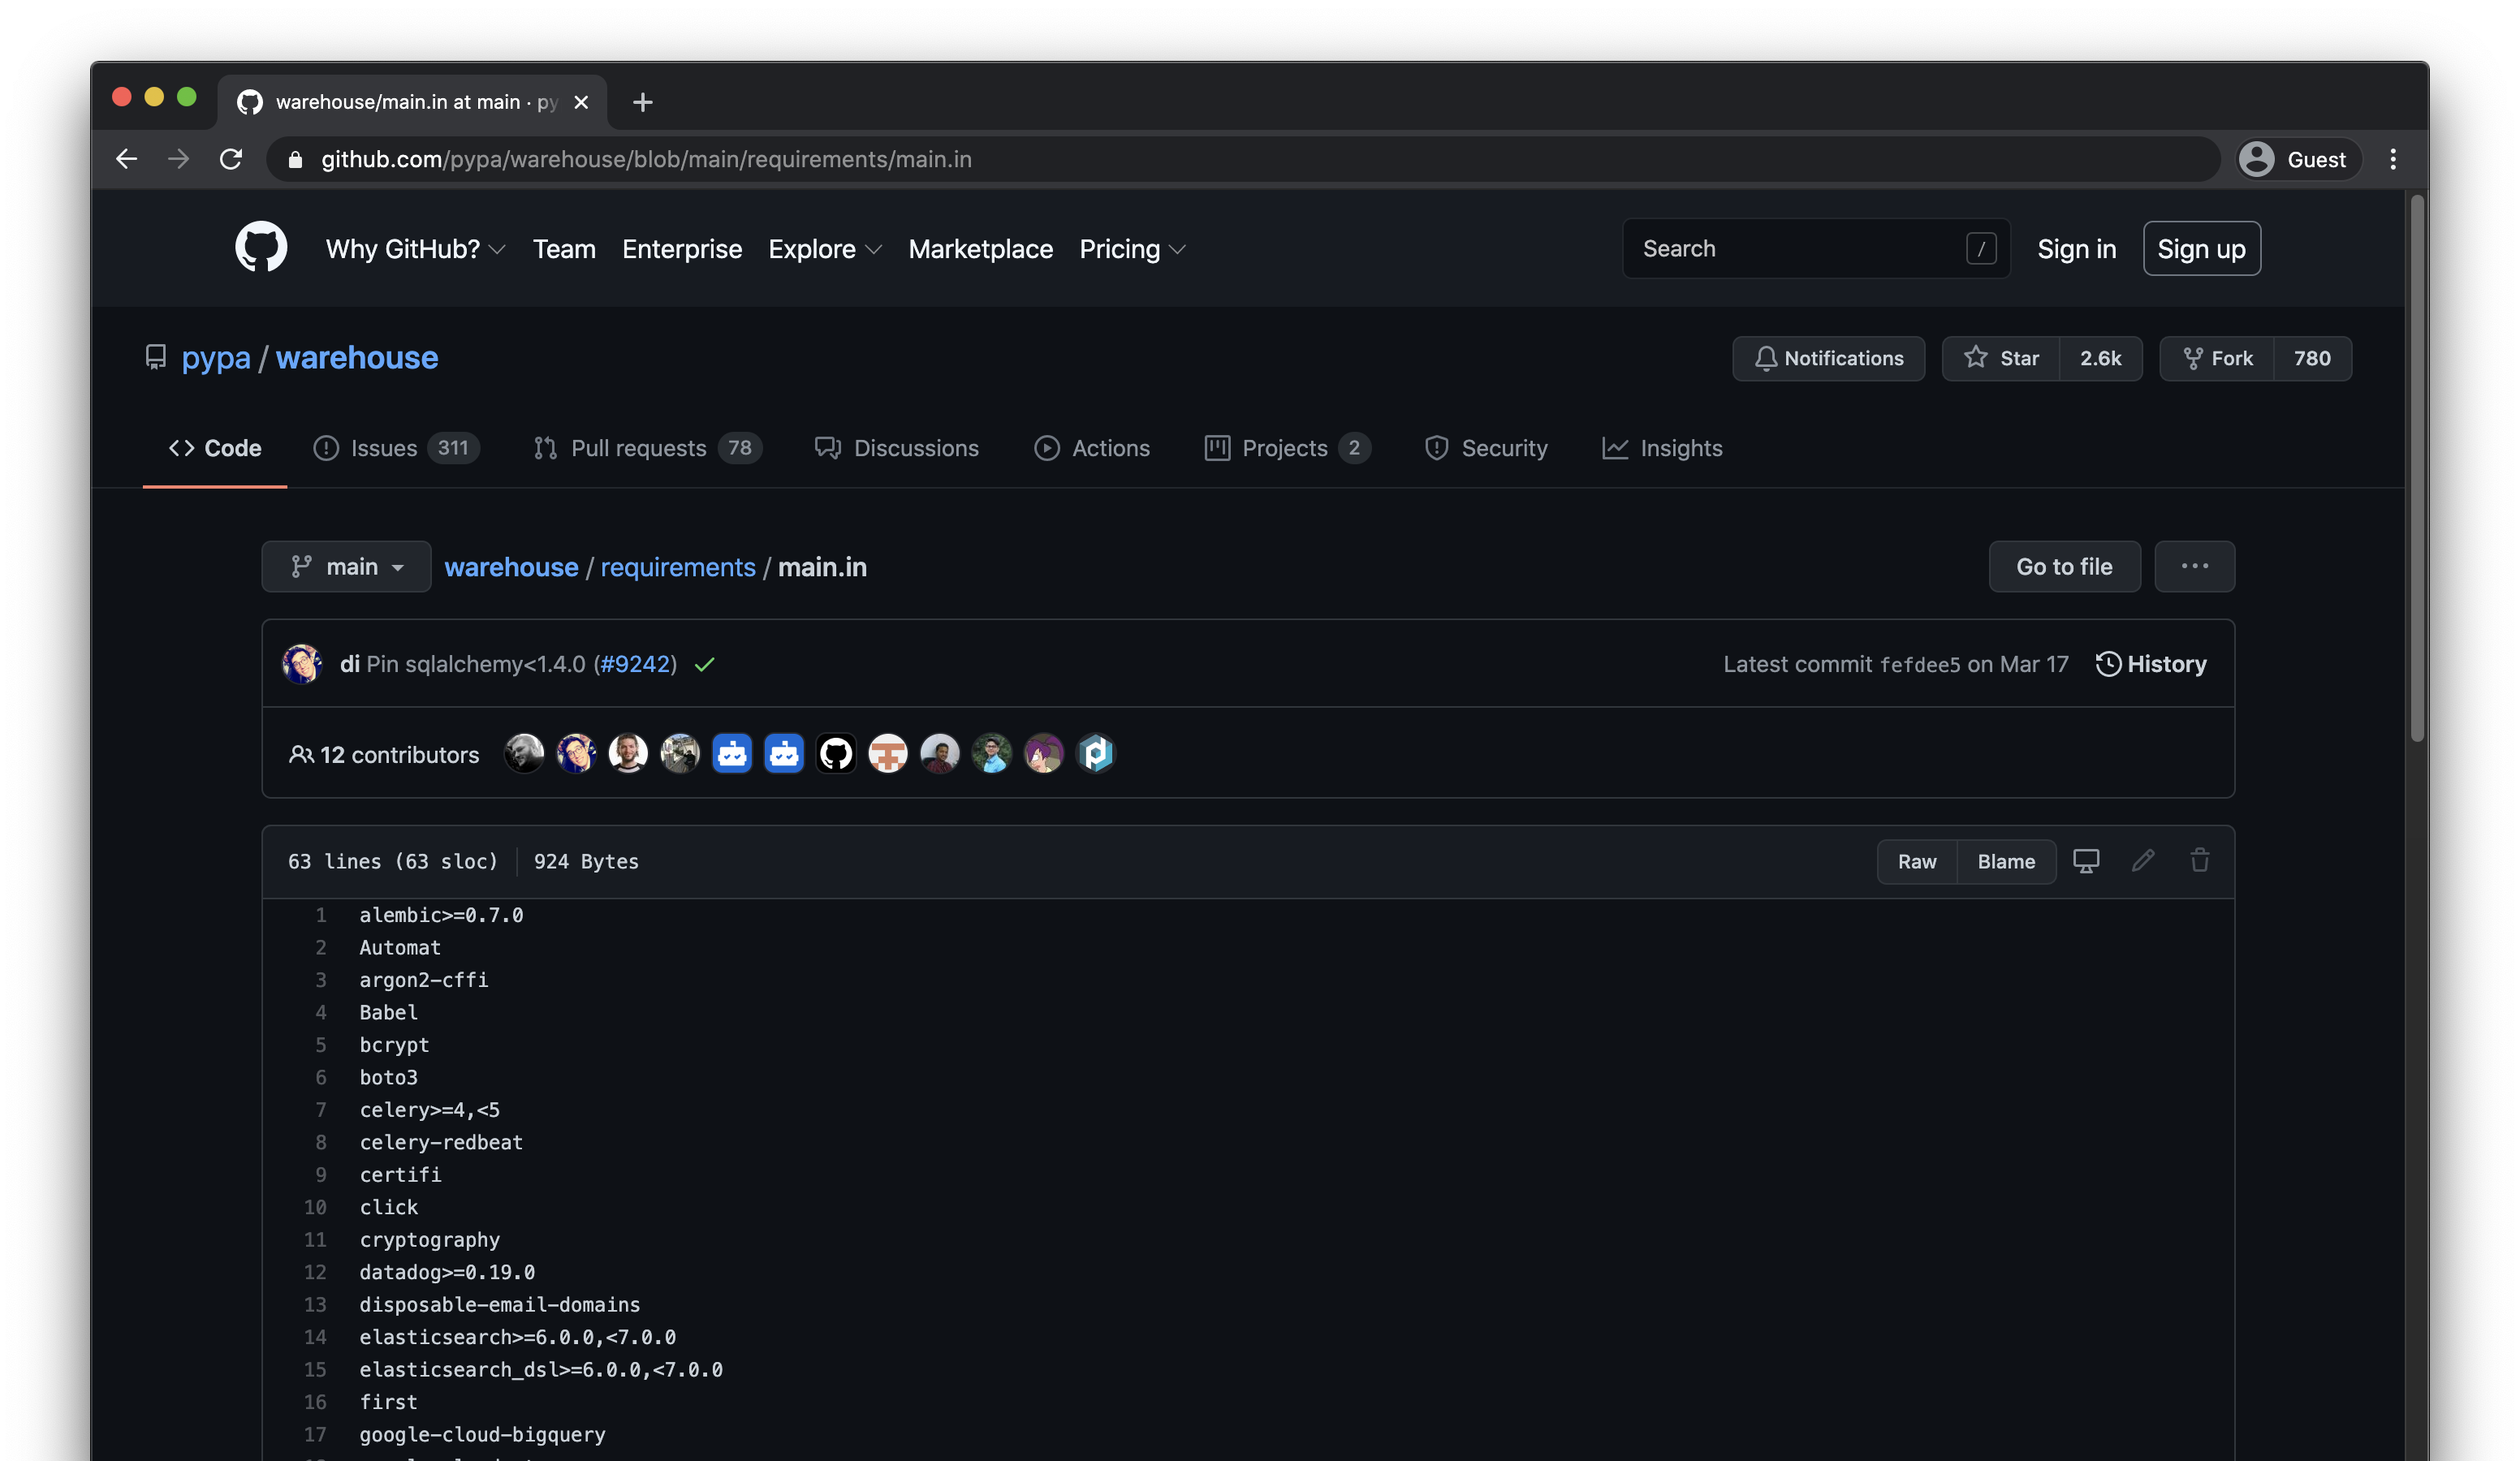 warehouse/main.in at main · py
github.com/pypa/warehouse/blob/main/requirements/main.in
Guest
Why GitHub? Team Enterprise Explore Marketplace Pricing
Search /
Sign in Sign up
pypa / warehouse
Notifications Star 2.6k Fork 780
Code Issues 311 Pull requests 78 Discussions Actions Projects 2 Security Insights
main warehouse / requirements / main.in Go to file ...
di Pin sqlalchemy<1.4.0 (#9242) Latest commit fefdee5 on Mar 17 History
12 contributors
63 lines (63 sloc) 924 Bytes Raw Blame
1 alembic>=0.7.0
2 Automat
3 argon2-cffi
4 Babel
5 bcrypt
6 boto3
7 celery>=4,<5
8 celery-redbeat
9 certifi
10 click
11 cryptography
12 datadog>=0.19.0
13 disposable-email-domains
14 elasticsearch>=6.0.0,<7.0.0
15 elasticsearch_dsl>=6.0.0,<7.0.0
16 first
17 google-cloud-bigquery